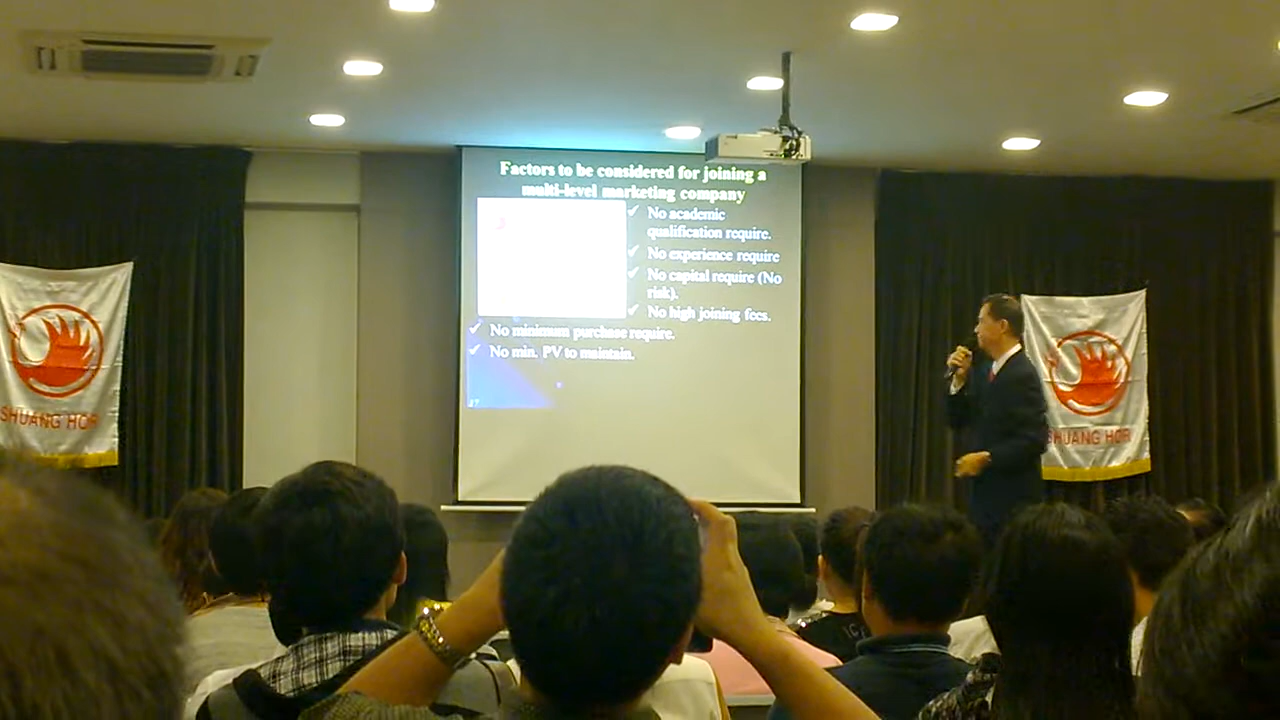 Factors to be considered for joining a
multi-level marketing company
✓ No academic
qualification require.
✓ No experience require
✓ No capital require (No
risk).
✓ No high joining fees.
✓ No minimum purchase require.
✓ No min. PV to maintain.
SHUANG HOR
SHUANG HOR